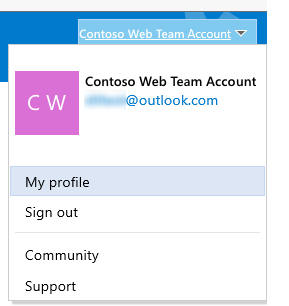 Contoso Web Team Account
C W
Contoso Web Team Account
@outlook.com
My profile
Sign out
Community
Support